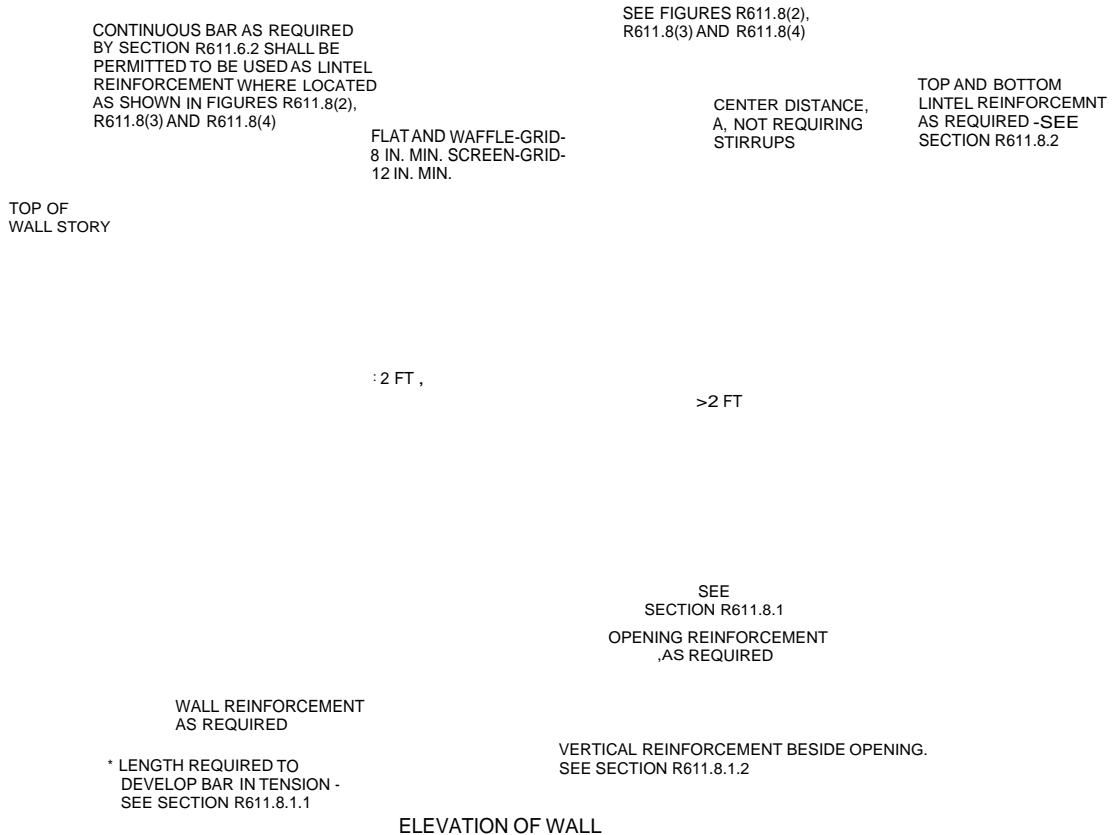 SEE FIGURES R611.8(2),
R611.8(3) AND R611.8(4)
CONTINUOUS BAR AS REQUIRED
BY SECTION R611.6.2 SHALL BE
PERMITTED TO BE USED AS LINTEL
REINFORCEMENT WHERE LOCATED
AS SHOWN IN FIGURES R611.8(2),
R611.8(3) AND R611.8(4)
FLAT AND WAFFLE-GRID-
8 IN. MIN. SCREEN-GRID-
12 IN. MIN.
CENTER DISTANCE,
A, NOT REQUIRING
STIRRUPS
TOP AND BOTTOM
LINTEL REINFORCEMNT
AS REQUIRED -SEE
SECTION R611.8.2
TOP OF
WALL STORY
: 2 FT ,
>2 FT
SEE
SECTION R611.8.1
OPENING REINFORCEMENT
,AS REQUIRED
WALL REINFORCEMENT
AS REQUIRED
* LENGTH REQUIRED TO
DEVELOP BAR IN TENSION -
SEE SECTION R611.8.1.1
VERTICAL REINFORCEMENT BESIDE OPENING.
SEE SECTION R611.8.1.2
ELEVATION OF WALL